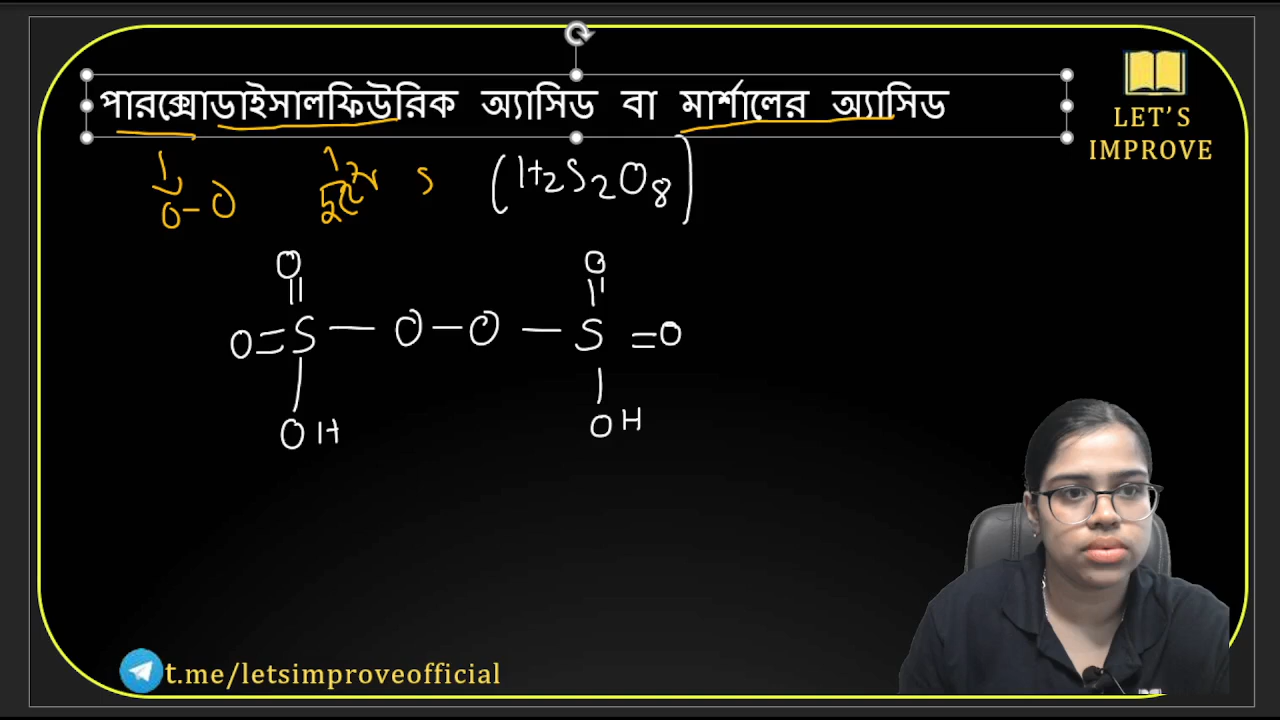 পারক্সোডাইসালফিউরিক অ্যাসিড বা মার্শালের অ্যাসিড
LET'S
IMPROVE
O-O S (H2S2O8)
O O
O=S — O — O — S =O
OH OH
t.me/letsimproveofficial